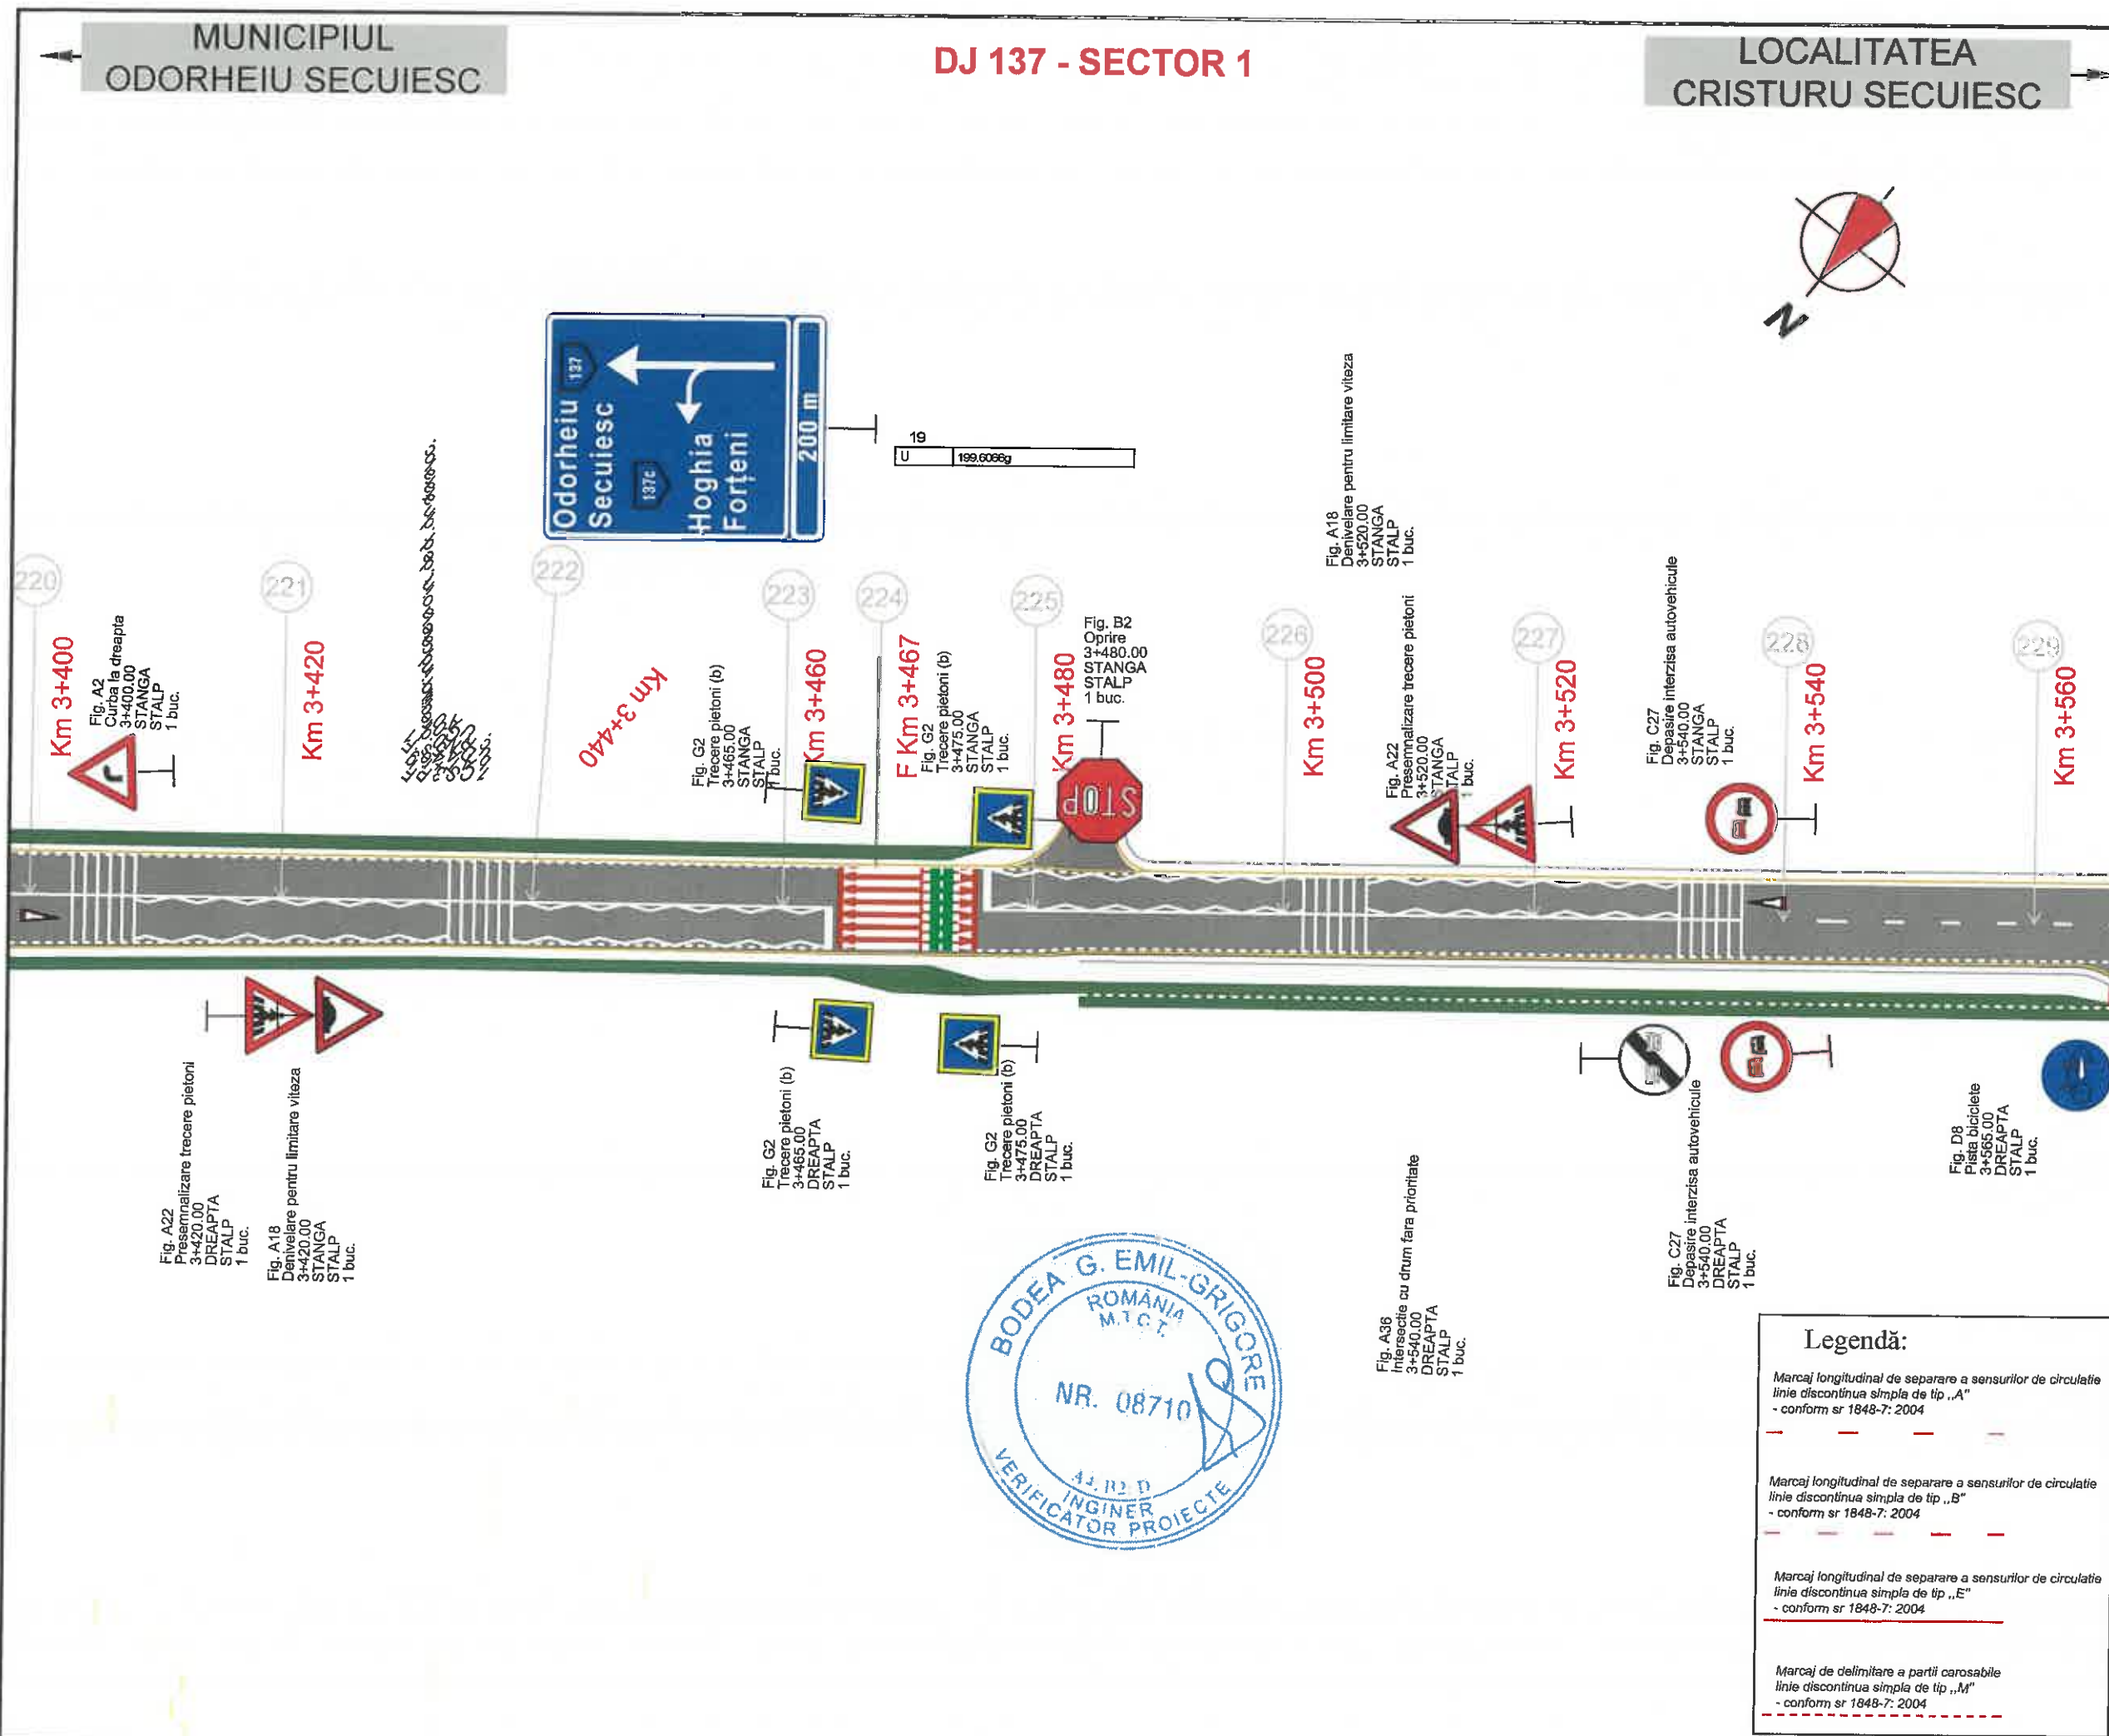 MUNICIPIUL
ODORHEIU SECUIESC
DJ 137 - SECTOR 1
LOCALITATEA
CRISTURU SECUIESC
N
Odorheiu
137
Secuiesc
137c
Hoghia
Forțeni
200 m
19
U 199.6066g
Fig. A18
Denivelare pentru limitare viteza
3+520.00
STANGA
STALP
1 buc.
220
221
222
223
224
225
226
227
228
229
Km 3+400
Fig. A2
Curba la dreapta
3+400.00
STANGA
STALP
1 buc.
Km 3+420
Km 3+440
Fig. G2
Trecere pietoni (b)
3+465.00
STANGA
STALP
1 buc.
Km 3+460
F Km 3+467
Fig. G2
Trecere pietoni (b)
3+475.00
STANGA
STALP
1 buc.
Km 3+480
Fig. B2
Oprire
3+480.00
STANGA
STALP
1 buc.
STOP
Km 3+500
Fig. A22
Presemnalizare trecere pietoni
3+520.00
STANGA
STALP
1 buc.
Km 3+520
Fig. C27
Depasire interzisa autovehicule
3+540.00
STANGA
STALP
1 buc.
Km 3+540
Km 3+560
Fig. A22
Presemnalizare trecere pietoni
3+420.00
DREAPTA
STALP
1 buc.
Fig. A18
Denivelare pentru limitare viteza
3+420.00
STANGA
STALP
1 buc.
Fig. G2
Trecere pietoni (b)
3+465.00
DREAPTA
STALP
1 buc.
Fig. G2
Trecere pietoni (b)
3+475.00
DREAPTA
STALP
1 buc.
Fig. A36
Intersectie cu drum fara prioritate
3+540.00
DREAPTA
STALP
1 buc.
Fig. C27
Depasire interzisa autovehicule
3+540.00
DREAPTA
STALP
1 buc.
Fig. D8
Pista biciclete
3+565.00
DREAPTA
STALP
1 buc.
BODEA G. EMIL-GRIGORE
ROMÂNIA
M.T.C.T.
NR. 08710
A4, B2, D
INGINER
VERIFICATOR PROIECTE
Legendă:
Marcaj longitudinal de separare a sensurilor de circulatie
linie discontinua simpla de tip ,,A"
- conform sr 1848-7: 2004
Marcaj longitudinal de separare a sensurilor de circulatie
linie discontinua simpla de tip ,,B"
- conform sr 1848-7: 2004
Marcaj longitudinal de separare a sensurilor de circulatie
linie discontinua simpla de tip ,,E"
- conform sr 1848-7: 2004
Marcaj de delimitare a partii carosabile
linie discontinua simpla de tip ,,M"
- conform sr 1848-7: 2004